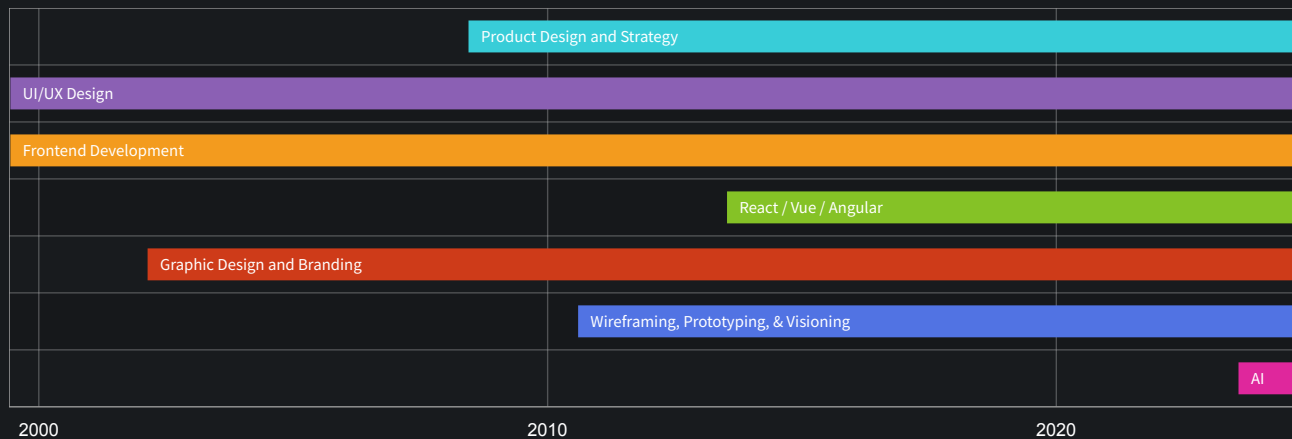 Product Design and Strategy
UI/UX Design
Frontend Development
React / Vue / Angular
Graphic Design and Branding
Wireframing, Prototyping, & Visioning
AI
2000 2010 2020